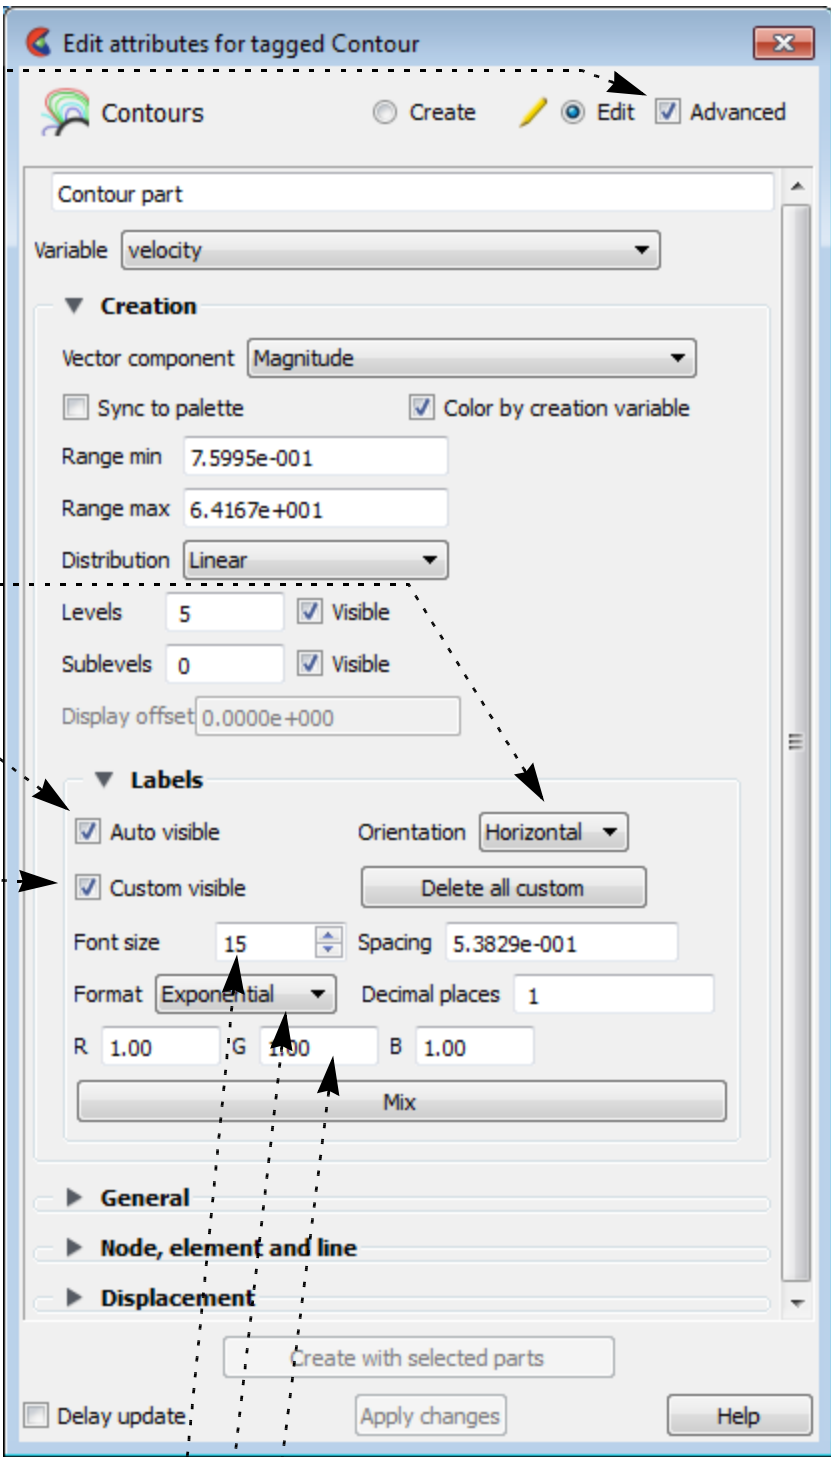 Edit attributes for tagged Contour
Contours Create Edit Advanced
Contour part
Variable velocity
Creation
Vector component Magnitude
Sync to palette Color by creation variable
Range min 7.5995e-001
Range max 6.4167e+001
Distribution Linear
Levels 5 Visible
Sublevels 0 Visible
Display offset 0.0000e+000
Labels
Auto visible Orientation Horizontal
Custom visible Delete all custom
Font size 15 Spacing 5.3829e-001
Format Exponential Decimal places 1
R 1.00 G 1.00 B 1.00
Mix
General
Node, element and line
Displacement
Create with selected parts
Delay update Apply changes Help